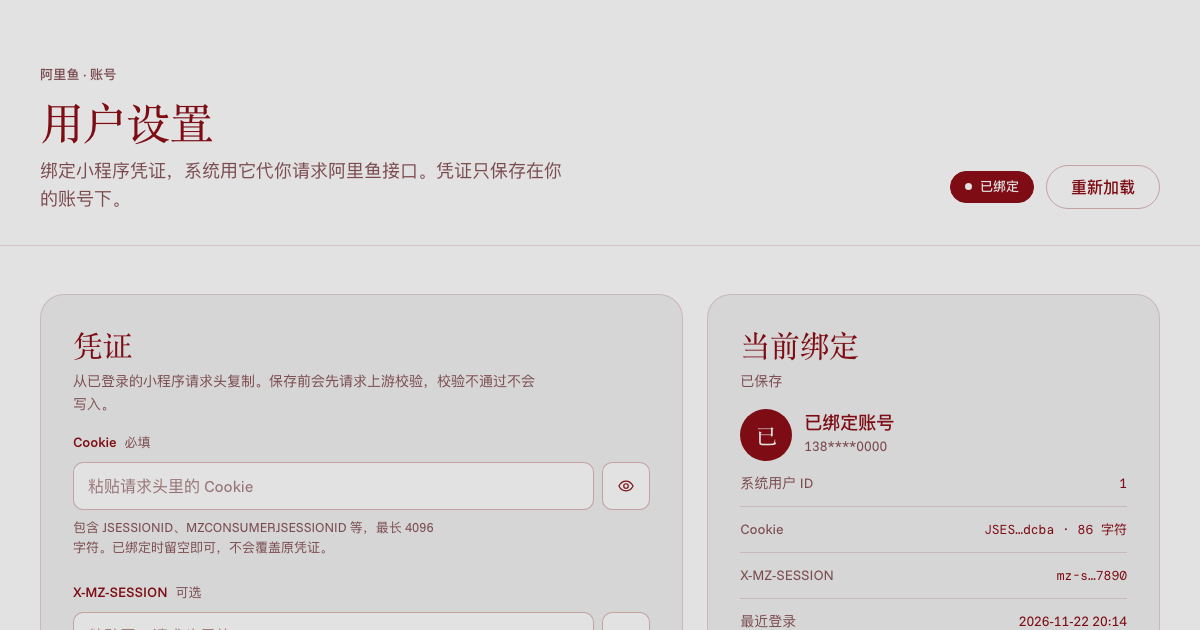 阿里鱼 · 账号
用户设置
绑定小程序凭证，系统用它代你请求阿里鱼接口。凭证只保存在你
的账号下。
已绑定
重新加载
凭证
从已登录的小程序请求头复制。保存前会先请求上游校验，校验不通过不会
写入。
Cookie 必填
粘贴请求头里的 Cookie
包含 JSESSIONID、MZCONSUMERJSESSIONID 等，最长 4096
字符。已绑定时留空即可，不会覆盖原凭证。
X-MZ-SESSION 可选
当前绑定
已保存
已
已绑定账号
138****0000
系统用户 ID 1
Cookie JSES…dcba · 86 字符
X-MZ-SESSION mz-s…7890
最近登录 2026-11-22 20:14